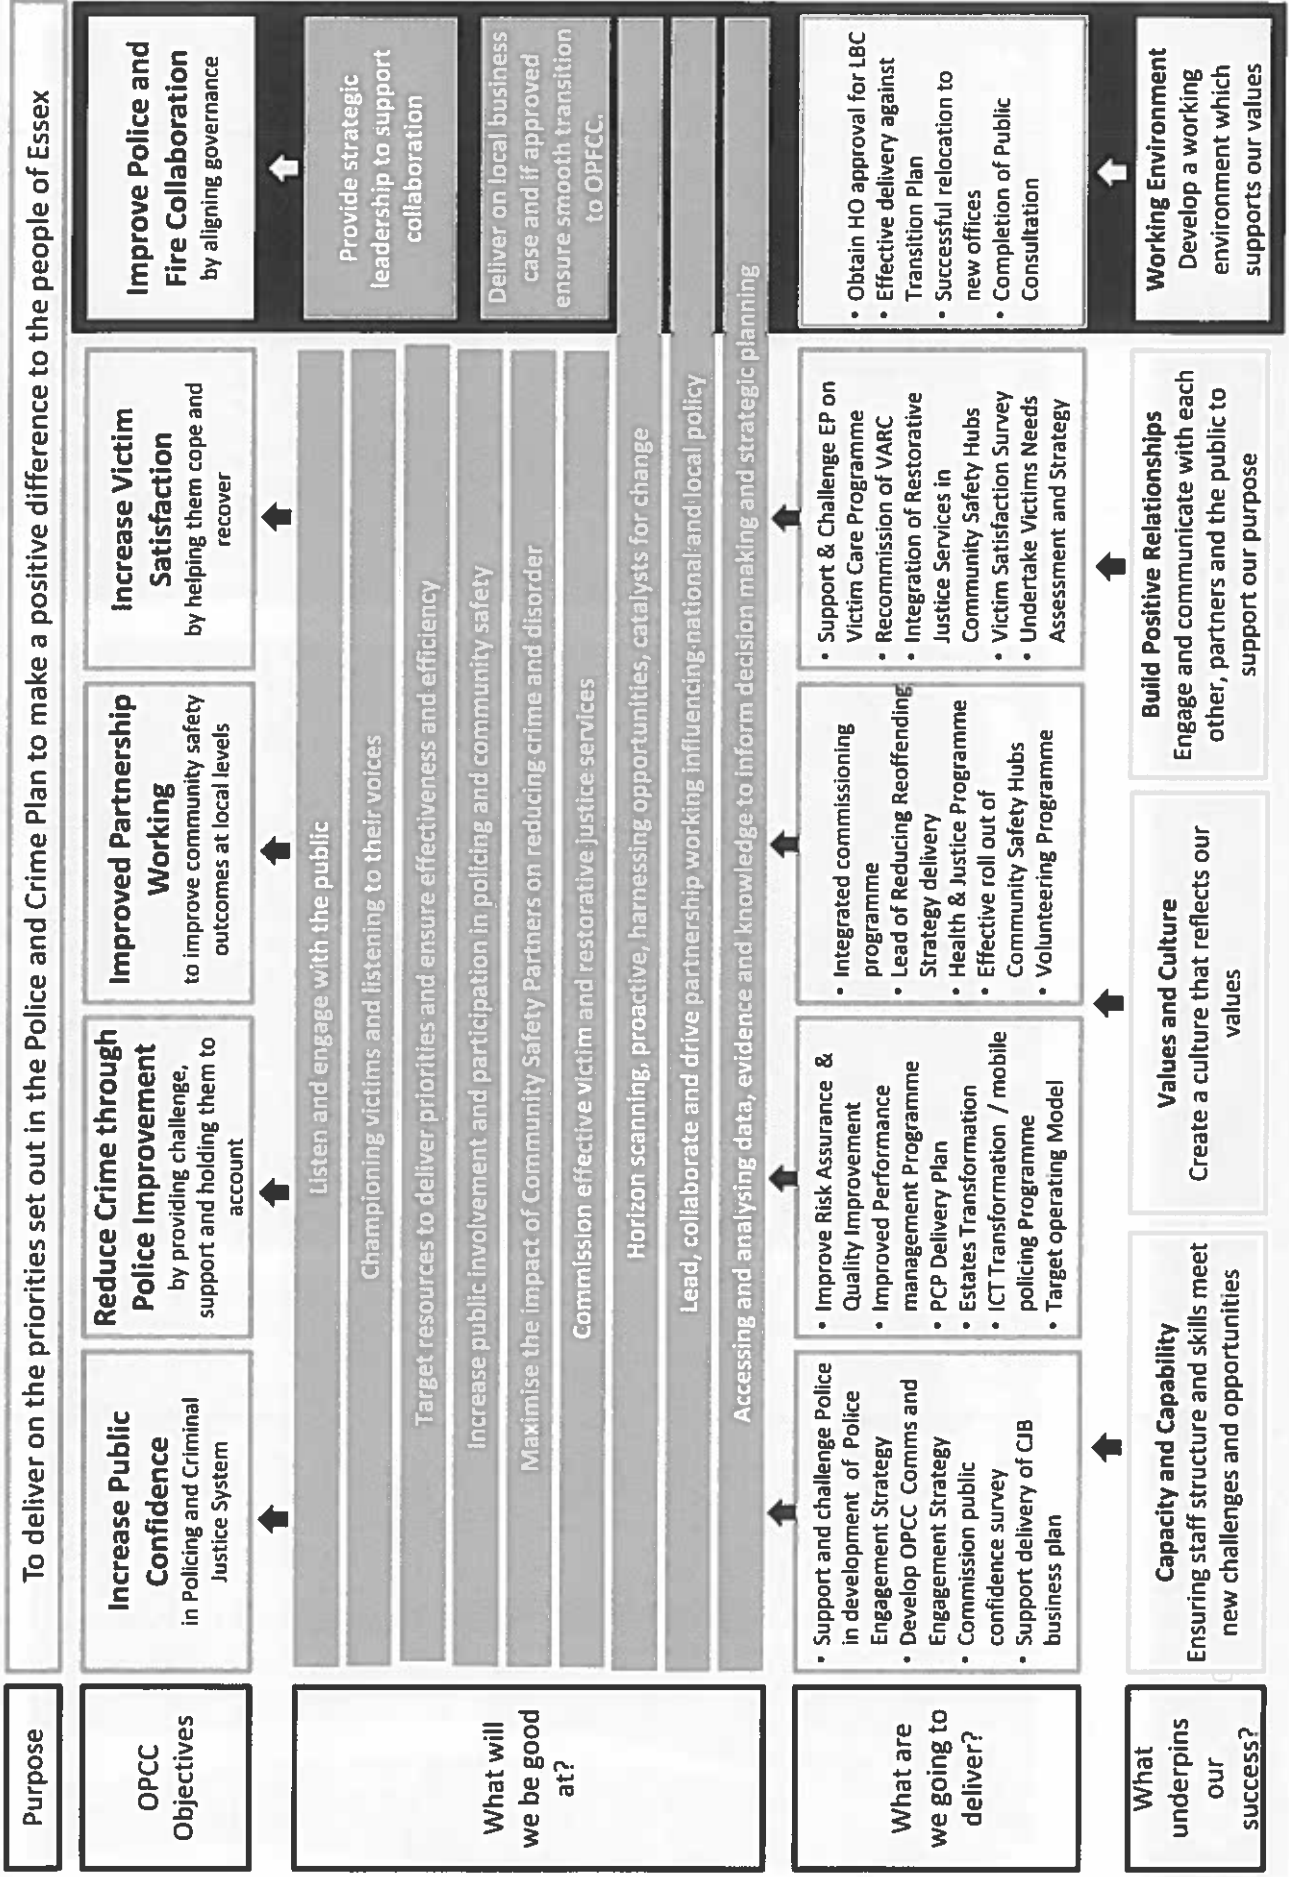 Purpose
To deliver on the priorities set out in the Police and Crime Plan to make a positive difference to the people of Essex
OPCC
Objectives
Increase Public
Confidence
in Policing and Criminal
Justice System
Reduce Crime through
Police Improvement
by providing challenge,
support and holding them to
account
Improved Partnership
Working
to improve community safety
outcomes at local levels
Increase Victim
Satisfaction
by helping them cope and
recover
Improve Police and
Fire Collaboration
by aligning governance
What will
we be good
at?
Listen and engage with the public
Championing victims and listening to their voices
Target resources to deliver priorities and ensure effectiveness and efficiency
Increase public involvement and participation in policing and community safety
Maximise the impact of Community Safety Partners on reducing crime and disorder
Commission effective victim and restorative justice services
Horizon scanning, proactive, harnessing opportunities, catalysts for change
Lead, collaborate and drive partnership working influencing national and local policy
Accessing and analysing data, evidence and knowledge to inform decision making and strategic planning
Provide strategic
leadership to support
collaboration
Deliver on local business
case and if approved
ensure smooth transition
to OPFCC.
What are
we going to
deliver?
• Support and challenge Police
in development of Police
Engagement Strategy
• Develop OPCC Comms and
Engagement Strategy
• Commission public
confidence survey
• Support delivery of CJB
business plan
• Improve Risk Assurance &
Quality Improvement
• Improved Performance
management Programme
• PCP Delivery Plan
• Estates Transformation
• ICT Transformation / mobile
policing Programme
• Target operating Model
• Integrated commissioning
programme
• Lead of Reducing Reoffending
Strategy delivery
• Health & Justice Programme
• Effective roll out of
Community Safety Hubs
• Volunteering Programme
• Support & Challenge EP on
Victim Care Programme
• Recommission of VARC
• Integration of Restorative
Justice Services in
Community Safety Hubs
• Victim Satisfaction Survey
• Undertake Victims Needs
Assessment and Strategy
• Obtain HO approval for LBC
• Effective delivery against
Transition Plan
• Successful relocation to
new offices
• Completion of Public
Consultation
What
underpins
our
success?
Capacity and Capability
Ensuring staff structure and skills meet
new challenges and opportunities
Values and Culture
Create a culture that reflects our
values
Build Positive Relationships
Engage and communicate with each
other, partners and the public to
support our purpose
Working Environment
Develop a working
environment which
supports our values